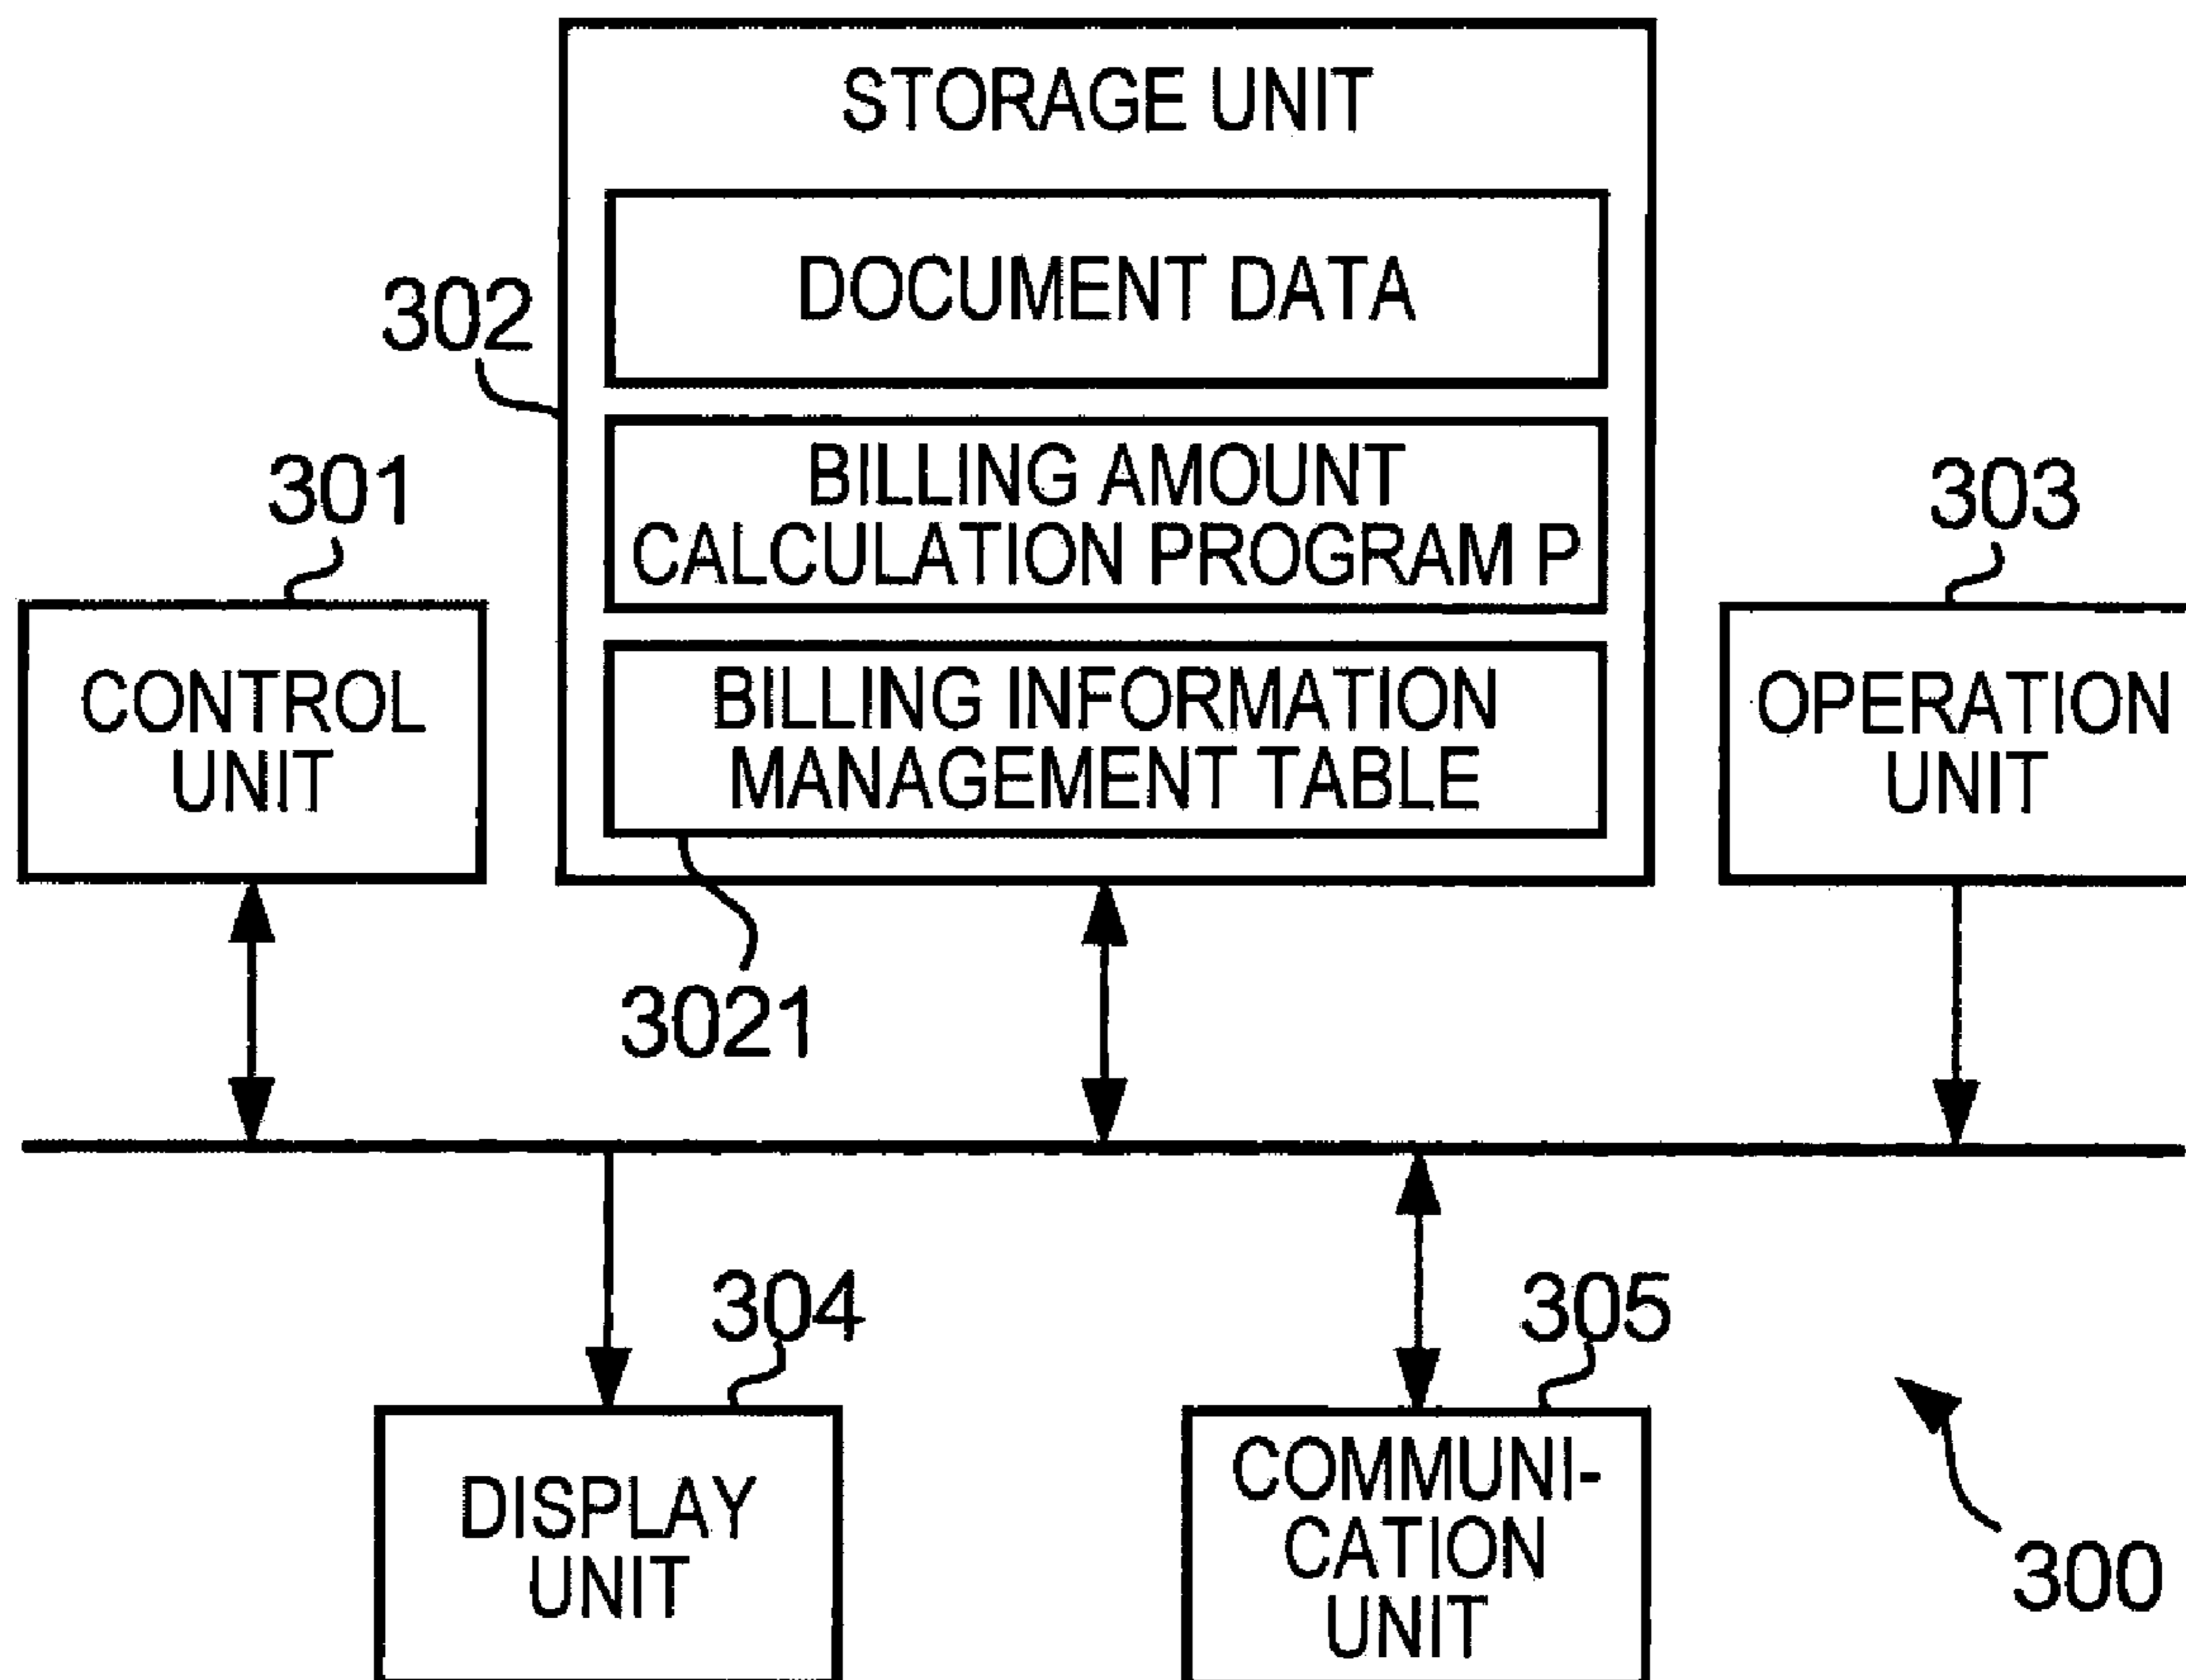 STORAGE UNIT
DOCUMENT DATA
302
BILLING AMOUNT
CALCULATION PROGRAM P
301
303
BILLING INFORMATION
MANAGEMENT TABLE
CONTROL
UNIT
OPERATION
UNIT
3021
304
305
DISPLAY
UNIT
COMMUNI-
CATION
UNIT
300